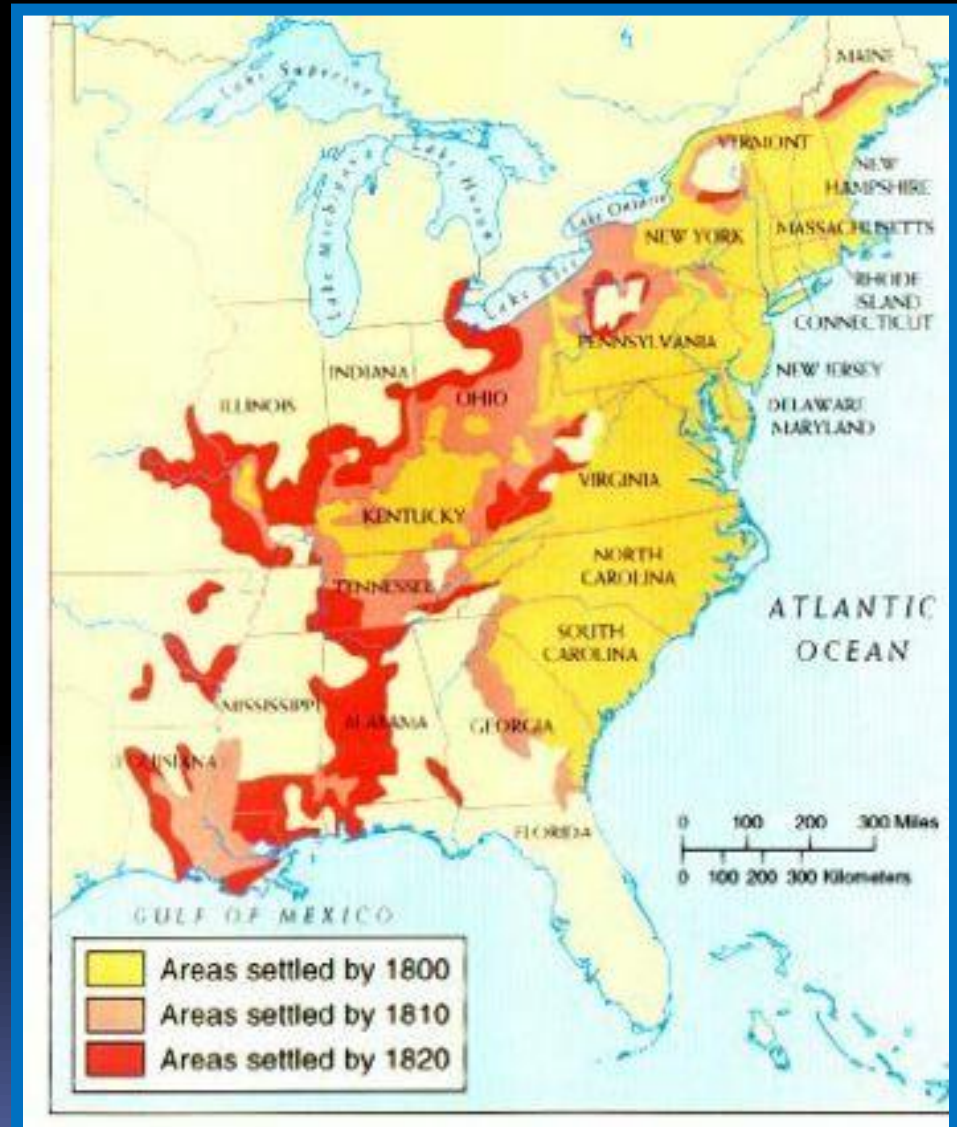 MAINE
Lake Superior
VERMONT
Lake Michigan
Lake Huron
NEW
HAMPSHIRE
Lake Ontario
NEW YORK
MASSACHUSETTS
Lake Erie
RHODE
ISLAND
CONNECTICUT
PENNSYLVANIA
INDIANA
NEW JERSEY
ILLINOIS
OHIO
DELAWARE
MARYLAND
VIRGINIA
KENTUCKY
NORTH
CAROLINA
TENNESSEE
ATLANTIC
OCEAN
SOUTH
CAROLINA
MISSISSIPPI
ALABAMA
GEORGIA
LOUISIANA
FLORIDA
0 100 200 300 Miles
0 100 200 300 Kilometers
GULF OF MEXICO
Areas settled by 1800
Areas settled by 1810
Areas settled by 1820